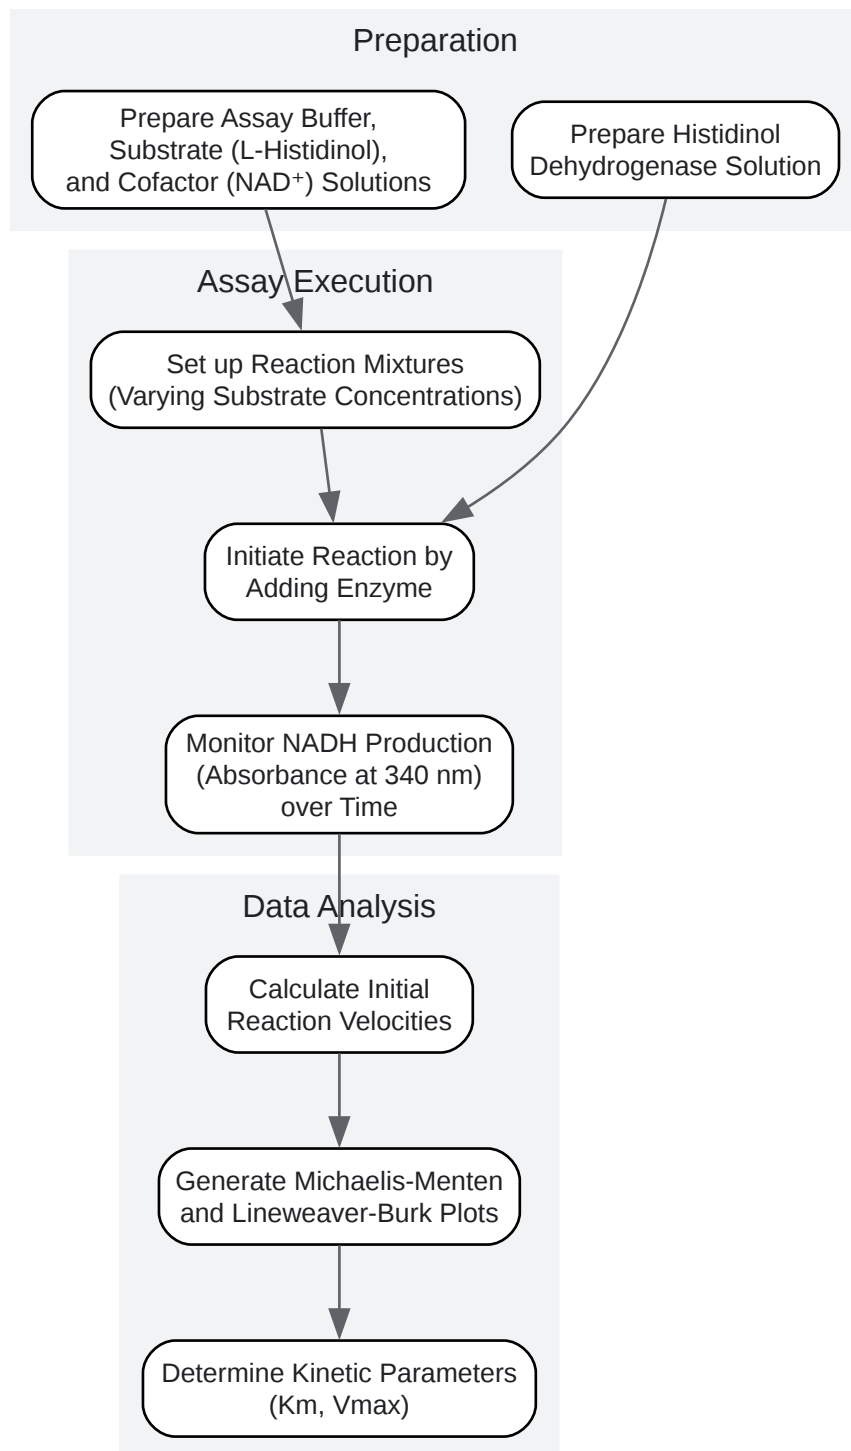 Preparation
Prepare Assay Buffer,
Substrate (L-Histidinol),
and Cofactor (NAD⁺) Solutions
Prepare Histidinol
Dehydrogenase Solution
Assay Execution
Set up Reaction Mixtures
(Varying Substrate Concentrations)
Initiate Reaction by
Adding Enzyme
Monitor NADH Production
(Absorbance at 340 nm)
over Time
Data Analysis
Calculate Initial
Reaction Velocities
Generate Michaelis-Menten
and Lineweaver-Burk Plots
Determine Kinetic Parameters
(Km, Vmax)